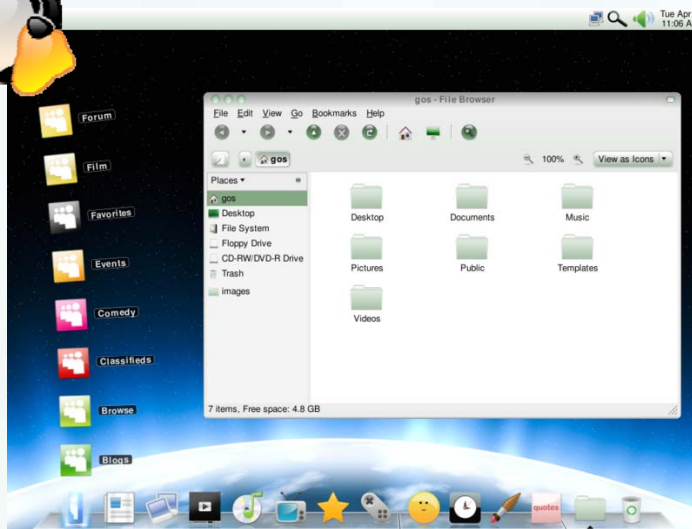 Tue Apr
11:06 A
gos - File Browser
File Edit View Go Bookmarks Help
gos
100%
View as Icons
Places
gos
Desktop
File System
Floppy Drive
CD-RW/DVD-R Drive
Trash
images
Desktop Documents Music
Pictures Public Templates
Videos
7 items, Free space: 4.8 GB
Forum
Film
Favorites
Events
Comedy
Classifieds
Browse
Blogs
quotes